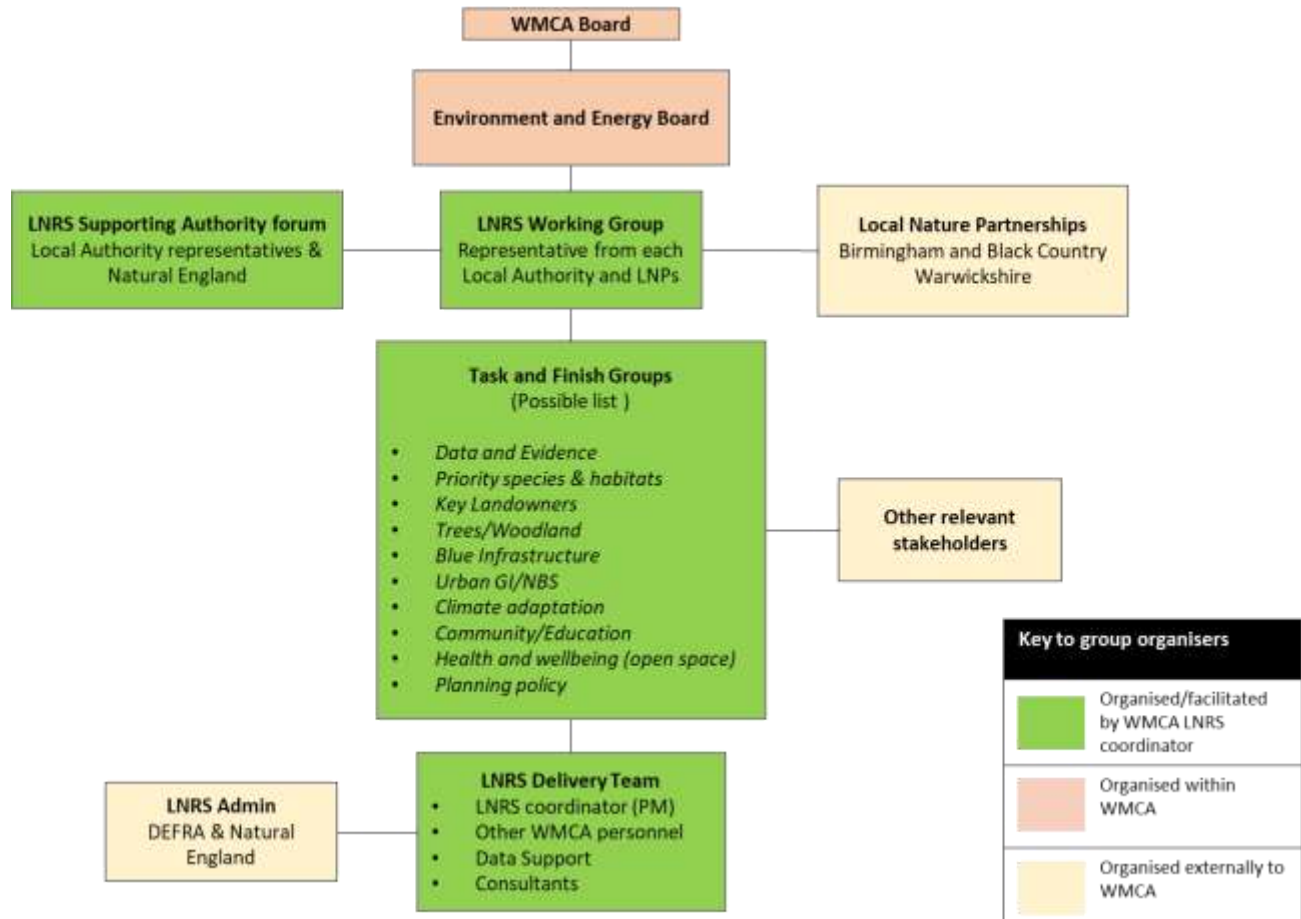 WMCA Board
Environment and Energy Board
LNRS Supporting Authority forum
Local Authority representatives &
Natural England
LNRS Working Group
Representative from each
Local Authority and LNPs
Local Nature Partnerships
Birmingham and Black Country
Warwickshire
Task and Finish Groups
(Possible list )
• Data and Evidence
• Priority species & habitats
• Key Landowners
• Trees/Woodland
• Blue Infrastructure
• Urban GI/NBS
• Climate adaptation
• Community/Education
• Health and wellbeing (open space)
• Planning policy
Other relevant
stakeholders
LNRS Admin
DEFRA & Natural
England
LNRS Delivery Team
• LNRS coordinator (PM)
• Other WMCA personnel
• Data Support
• Consultants
Key to group organisers
Organised/facilitated
by WMCA LNRS
coordinator
Organised within
WMCA
Organised externally to
WMCA